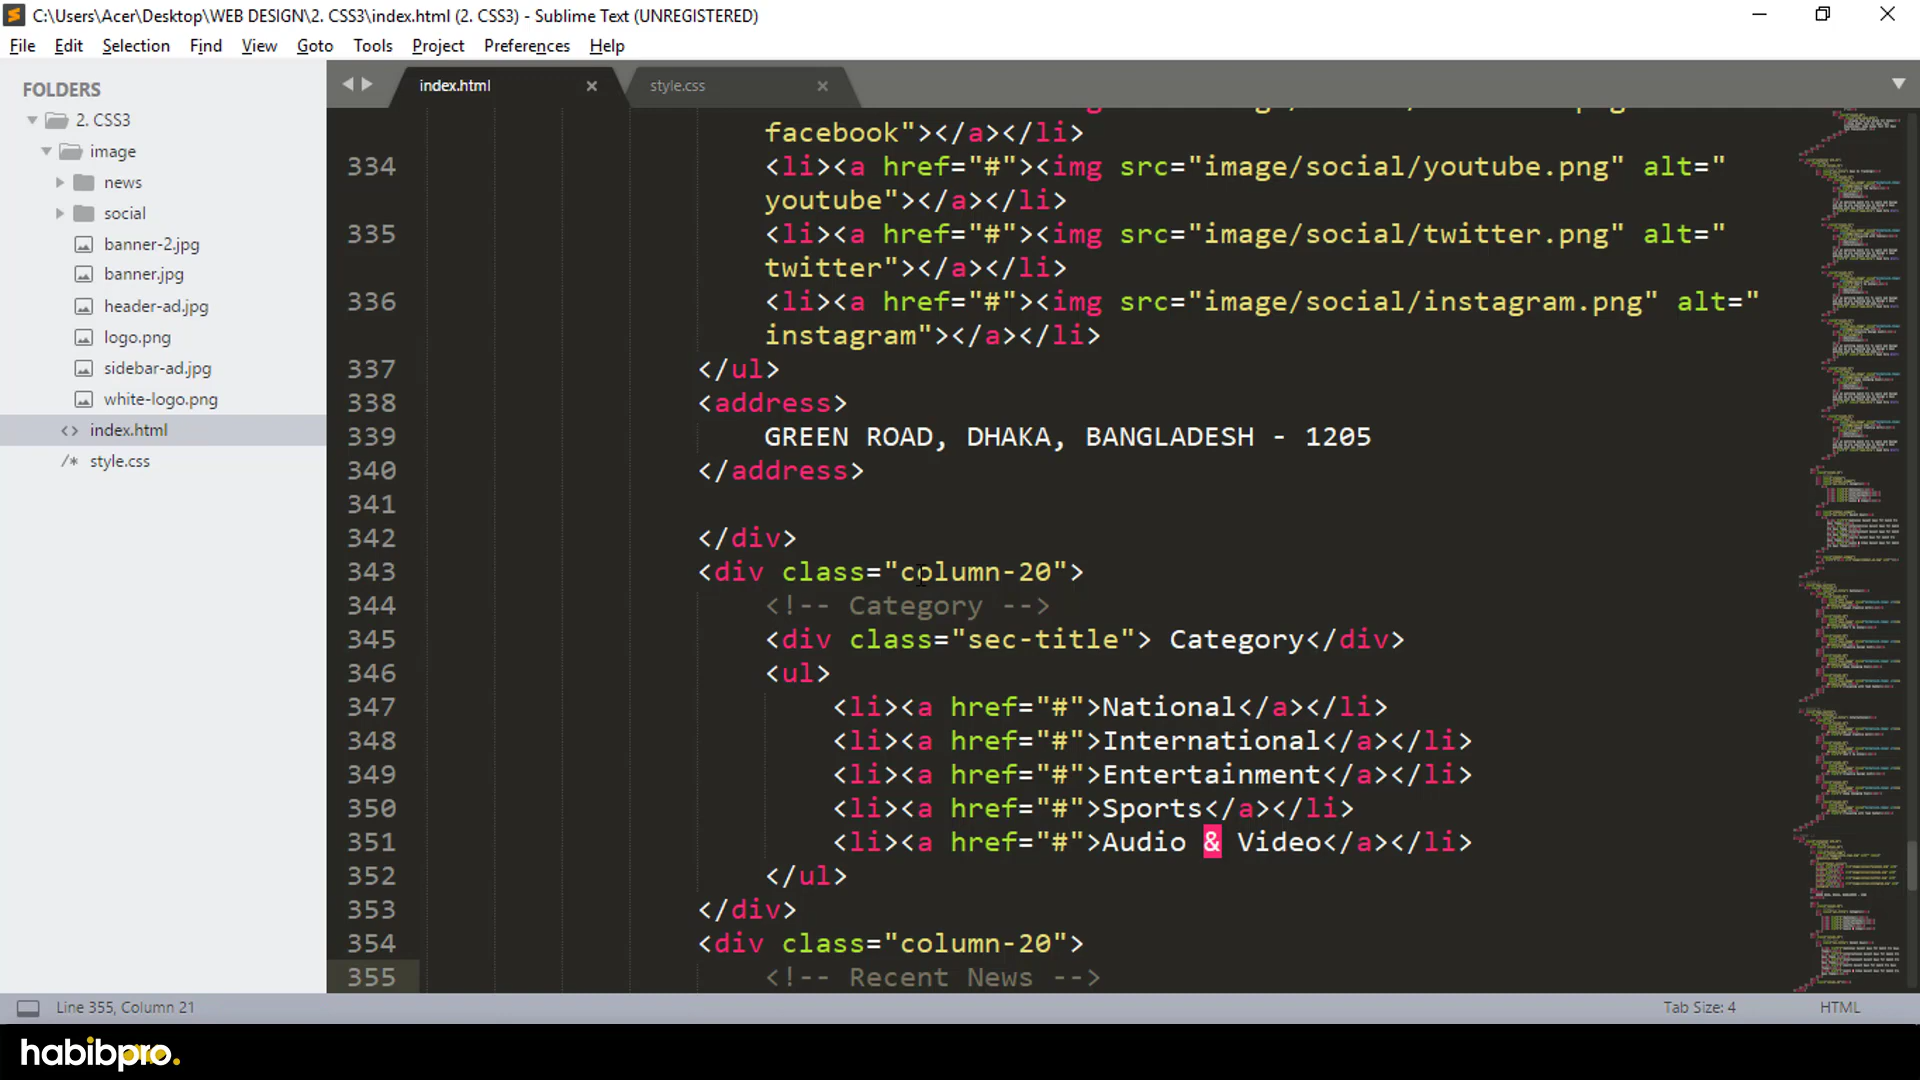 C:\Users\Acer\Desktop\WEB DESIGN\2. CSS3\index.html (2. CSS3) - Sublime Text (UNREGISTERED)
File Edit Selection Find View Goto Tools Project Preferences Help
FOLDERS
2. CSS3
image
news
social
banner-2.jpg
banner.jpg
header-ad.jpg
logo.png
sidebar-ad.jpg
white-logo.png
<> index.html
/* style.css
index.html
style.css
facebook"></a></li>
334 <li><a href="#"><img src="image/social/youtube.png" alt="
youtube"></a></li>
335 <li><a href="#"><img src="image/social/twitter.png" alt="
twitter"></a></li>
336 <li><a href="#"><img src="image/social/instagram.png" alt="
instagram"></a></li>
337 </ul>
338 <address>
339 GREEN ROAD, DHAKA, BANGLADESH - 1205
340 </address>
341
342 </div>
343 <div class="column-20">
344 <!-- Category -->
345 <div class="sec-title"> Category</div>
346 <ul>
347 <li><a href="#">National</a></li>
348 <li><a href="#">International</a></li>
349 <li><a href="#">Entertainment</a></li>
350 <li><a href="#">Sports</a></li>
351 <li><a href="#">Audio & Video</a></li>
352 </ul>
353 </div>
354 <div class="column-20">
355 <!-- Recent News -->
Line 355, Column 21
Tab Size: 4
HTML
habibpro.